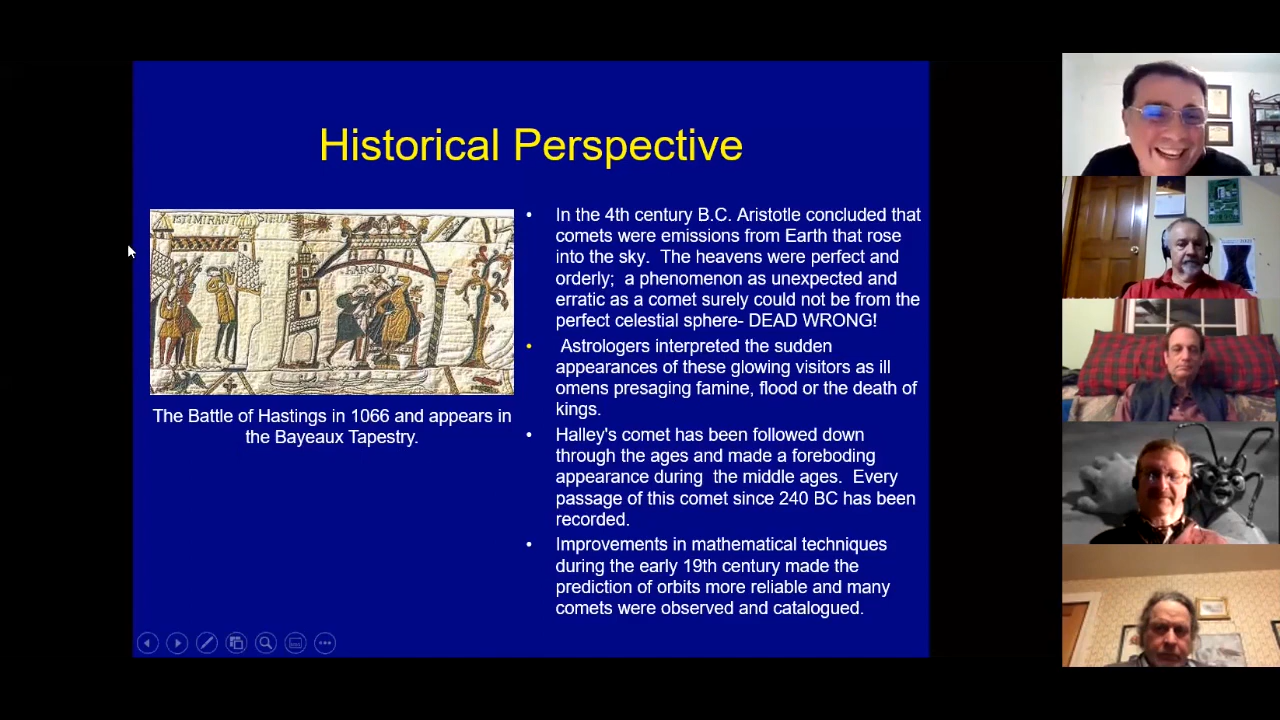 Historical Perspective
ISTI MIRANT STELLA
HAROLD
The Battle of Hastings in 1066 and appears in
the Bayeaux Tapestry.
• In the 4th century B.C. Aristotle concluded that
comets were emissions from Earth that rose
into the sky. The heavens were perfect and
orderly; a phenomenon as unexpected and
erratic as a comet surely could not be from the
perfect celestial sphere- DEAD WRONG!
• Astrologers interpreted the sudden
appearances of these glowing visitors as ill
omens presaging famine, flood or the death of
kings.
• Halley's comet has been followed down
through the ages and made a foreboding
appearance during the middle ages. Every
passage of this comet since 240 BC has been
recorded.
• Improvements in mathematical techniques
during the early 19th century made the
prediction of orbits more reliable and many
comets were observed and catalogued.